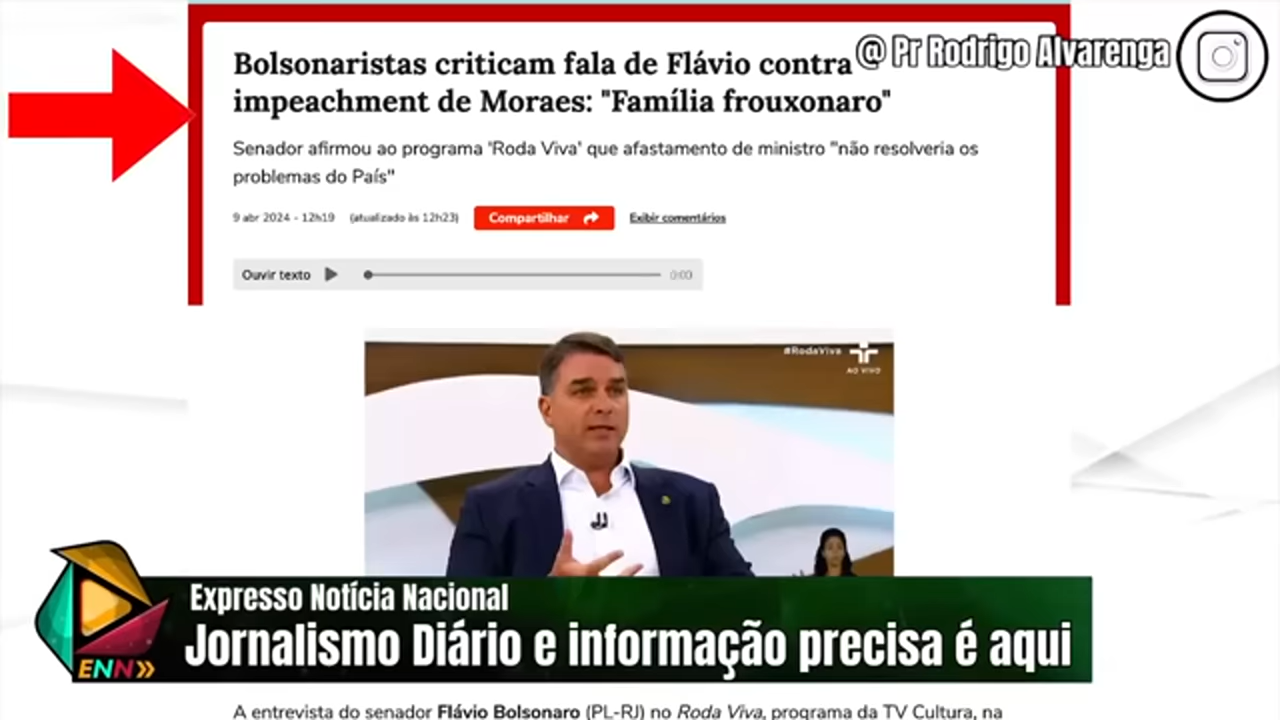 @ Pr Rodrigo Alvarenga
Bolsonaristas criticam fala de Flávio contra
impeachment de Moraes: "Família frouxonaro"
Senador afirmou ao programa 'Roda Viva' que afastamento de ministro "não resolveria os
problemas do País"
9 abr 2024 - 12h19 (atualizado às 12h23) Compartilhar Exibir comentários
Ouvir texto 0:00
#RodaViva
AO VIVO
Expresso Notícia Nacional
Jornalismo Diário e informação precisa é aqui
ENN
A entrevista do senador Flávio Bolsonaro (PL-RJ) no Roda Viva, programa da TV Cultura, na